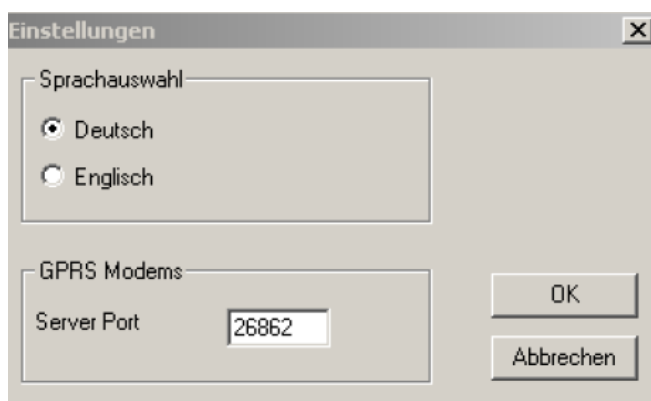 Einstellungen
Sprachauswahl
Deutsch
Englisch
GPRS Modems
Server Port 26862
OK
Abbrechen